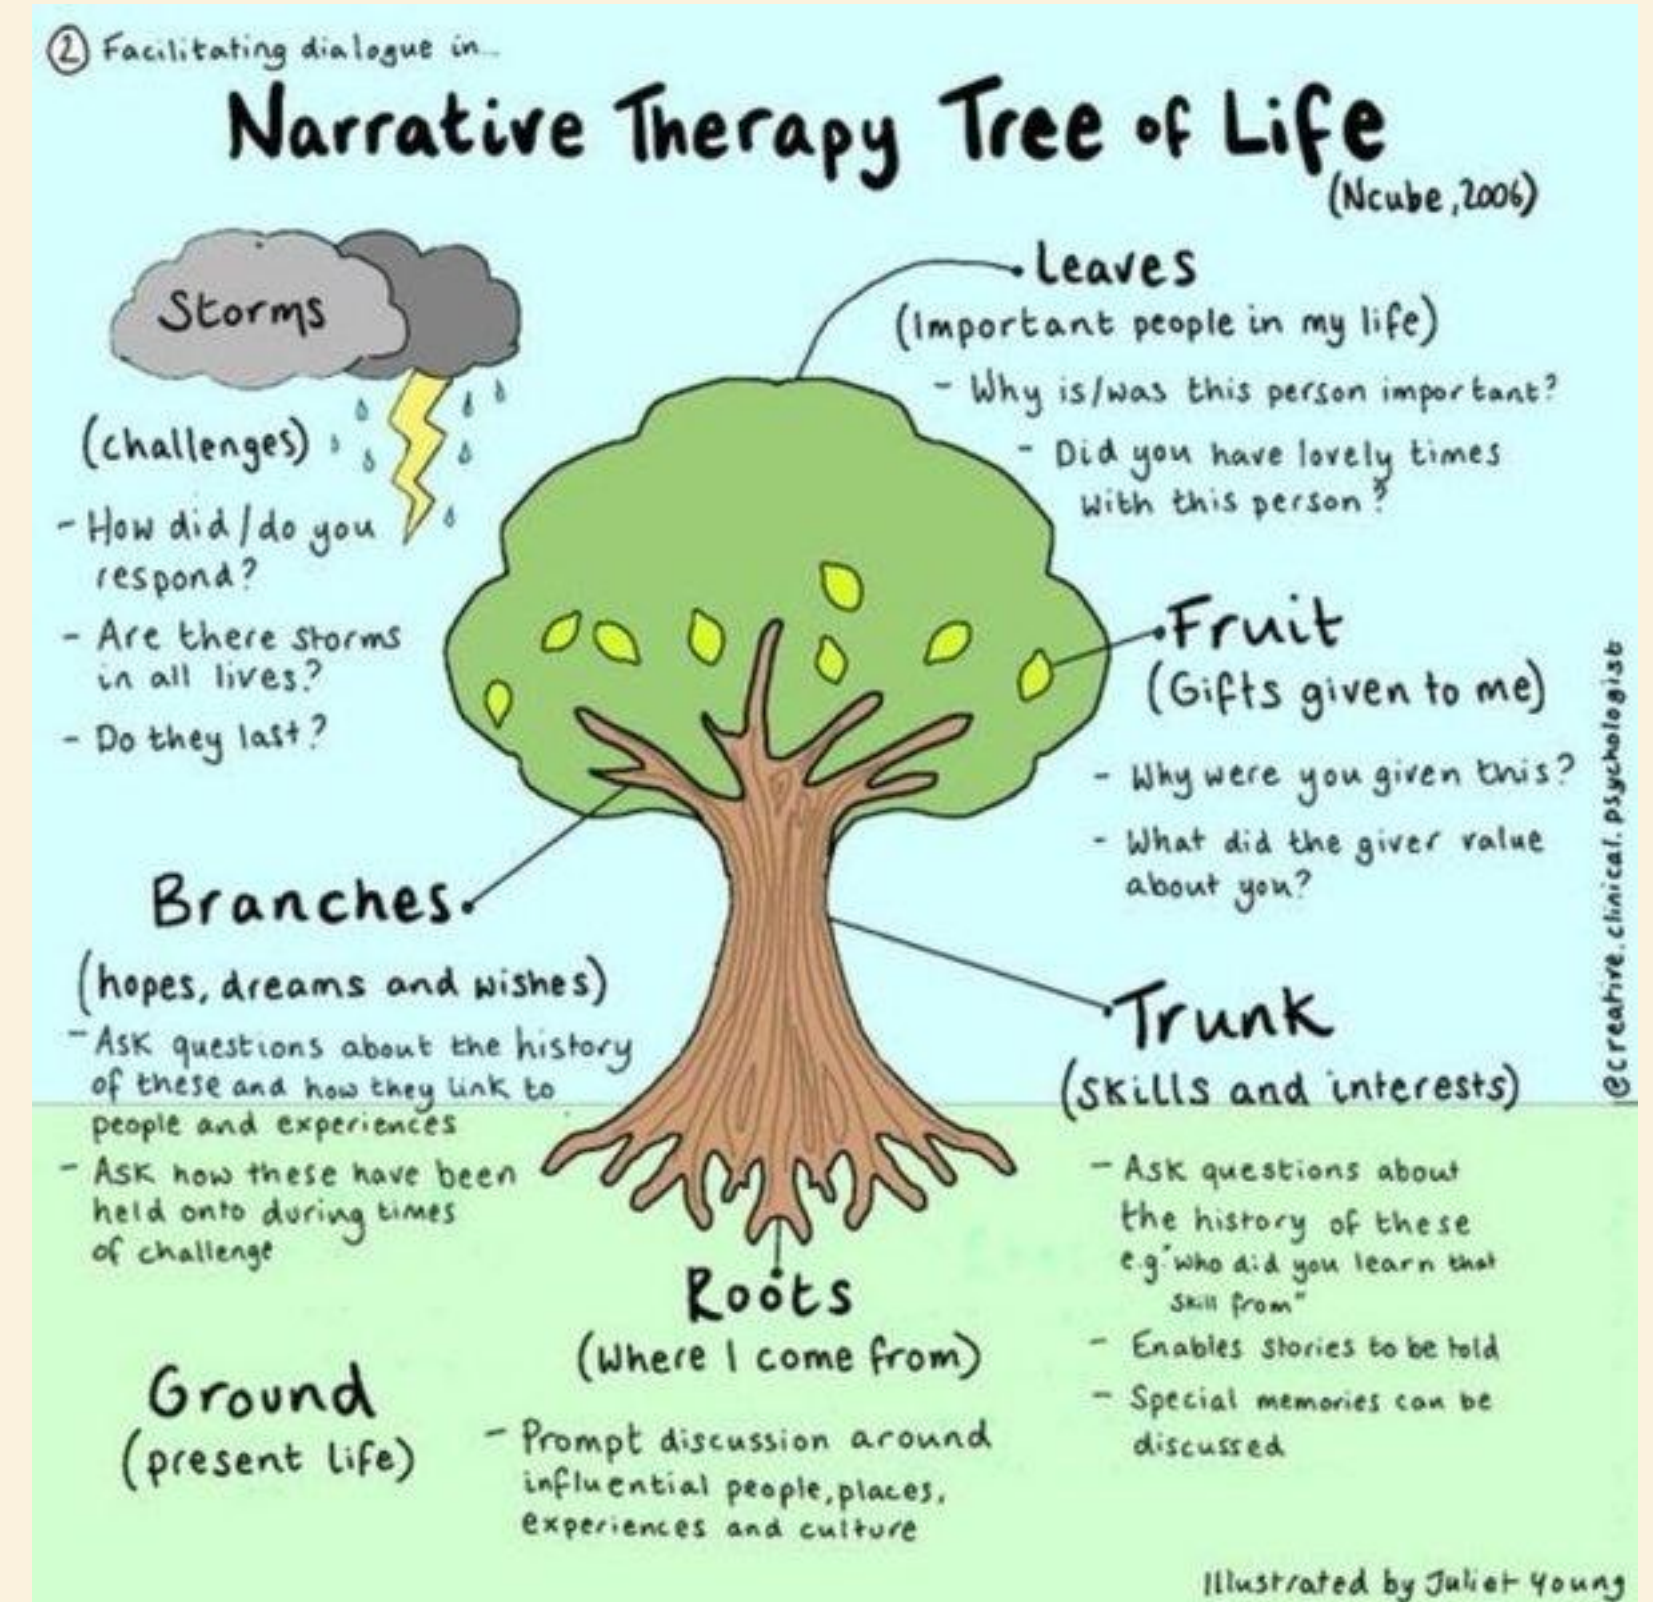 ② Facilitating dialogue in...
Narrative Therapy Tree of Life
(Ncube, 2006)
Storms
(challenges)
- How did/do you
respond?
- Are there storms
in all lives?
- Do they last?
Leaves
(Important people in my life)
- Why is/was this person important?
- Did you have lovely times
with this person?
Fruit
(Gifts given to me)
- Why were you given this?
- What did the giver value
about you?
Branches
(hopes, dreams and wishes)
- Ask questions about the history
of these and how they link to
people and experiences
- Ask how these have been
held onto during times
of challenge
Trunk
(skills and interests)
- Ask questions about
the history of these
e.g "who did you learn that
skill from"
- Enables stories to be told
- Special memories can be
discussed
Roots
(Where I come from)
- Prompt discussion around
influential people, places,
experiences and culture
Ground
(present life)
@creative.clinical.psychologist
Illustrated by Juliet Young